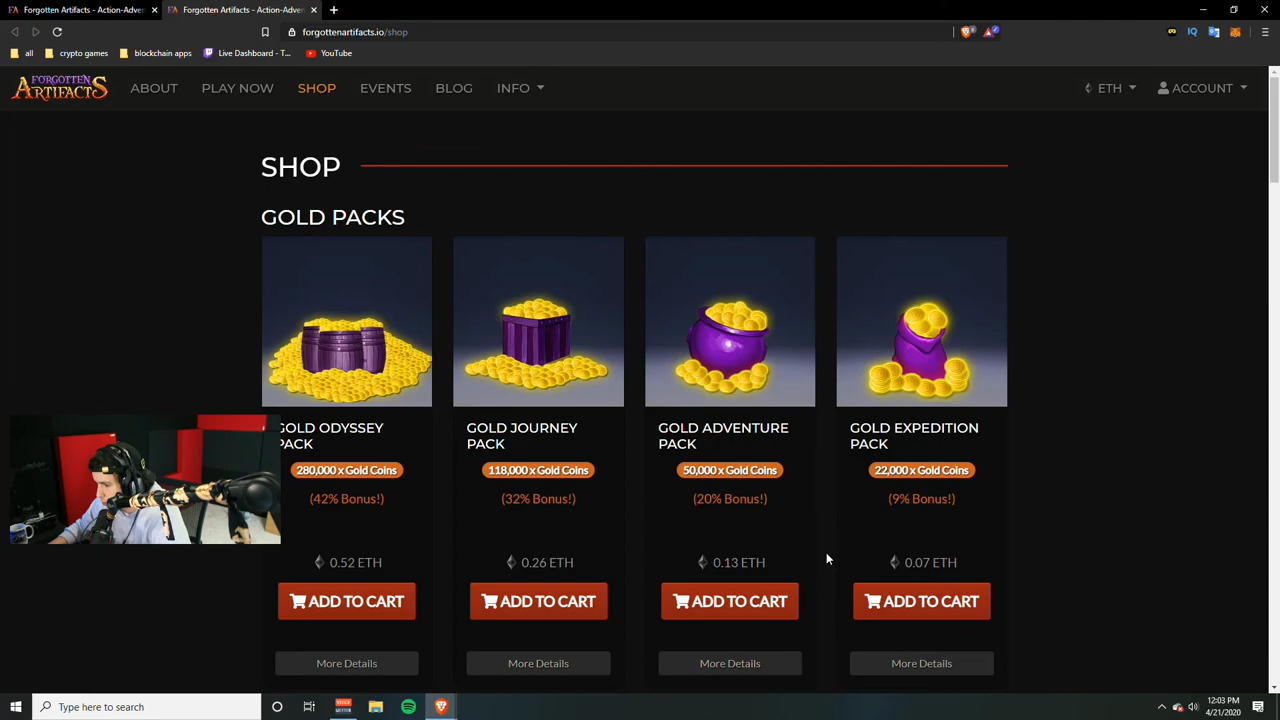 Forgotten Artifacts - Action-Adven
Forgotten Artifacts - Action-Adven
forgottenartifacts.io/shop
all
crypto games
blockchain apps
Live Dashboard - T...
YouTube
FORGOTTEN ARTIFACTS
ABOUT
PLAY NOW
SHOP
EVENTS
BLOG
INFO
ETH
ACCOUNT
SHOP
GOLD PACKS
GOLD ODYSSEY
PACK
280,000 x Gold Coins
(42% Bonus!)
0.52 ETH
ADD TO CART
More Details
GOLD JOURNEY
PACK
118,000 x Gold Coins
(32% Bonus!)
0.26 ETH
ADD TO CART
More Details
GOLD ADVENTURE
PACK
50,000 x Gold Coins
(20% Bonus!)
0.13 ETH
ADD TO CART
More Details
GOLD EXPEDITION
PACK
22,000 x Gold Coins
(9% Bonus!)
0.07 ETH
ADD TO CART
More Details
Type here to search
12:03 PM
4/21/2020